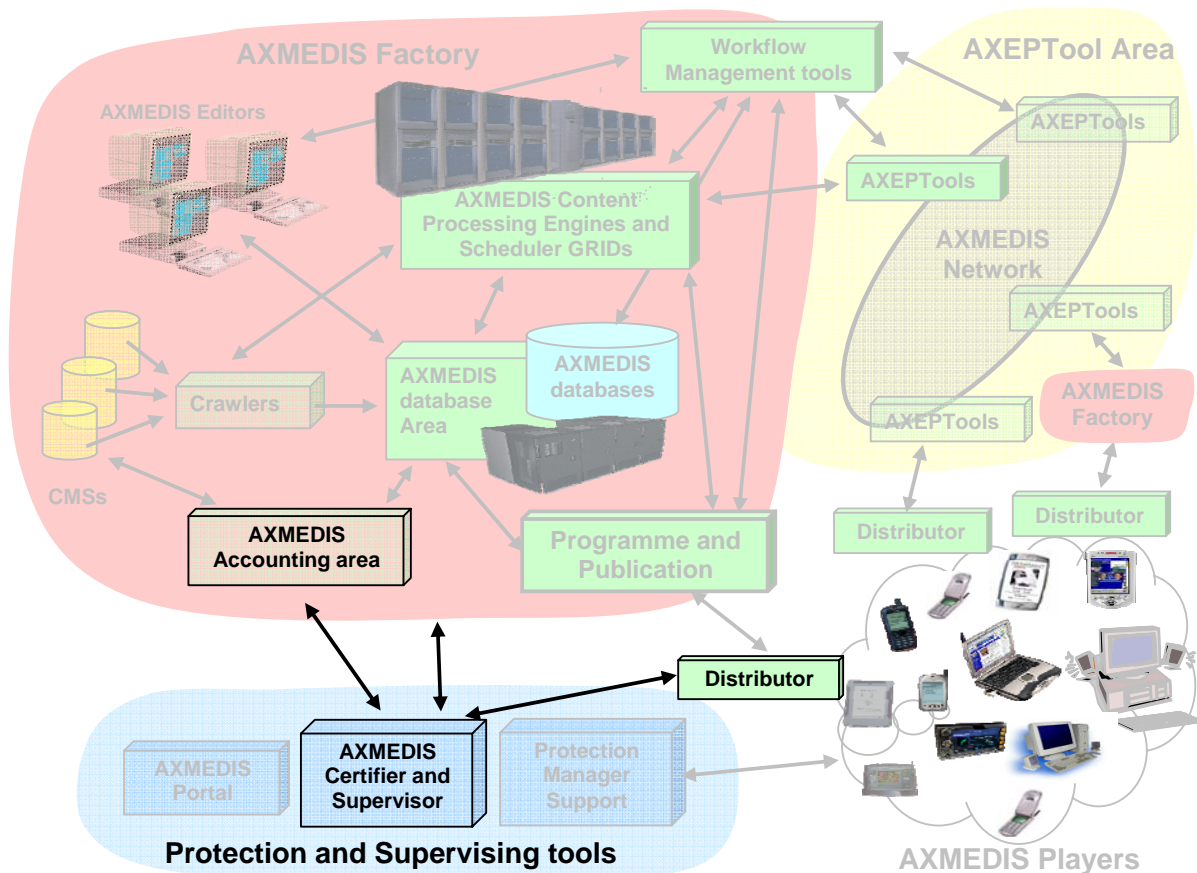 AXMEDIS Factory
Workflow
Management tools
AXEPTool Area
AXMEDIS Editors
AXEPTools
AXEPTools
AXMEDIS Content
Processing Engines and
Scheduler GRIDs
AXMEDIS
Network
AXEPTools
AXMEDIS
database
Area
AXMEDIS
databases
Crawlers
AXMEDIS
Factory
AXEPTools
CMSs
AXMEDIS
Accounting area
Programme and
Publication
Distributor
Distributor
Distributor
AXMEDIS
Portal
AXMEDIS
Certifier and
Supervisor
Protection
Manager
Support
Protection and Supervising tools
AXMEDIS Players